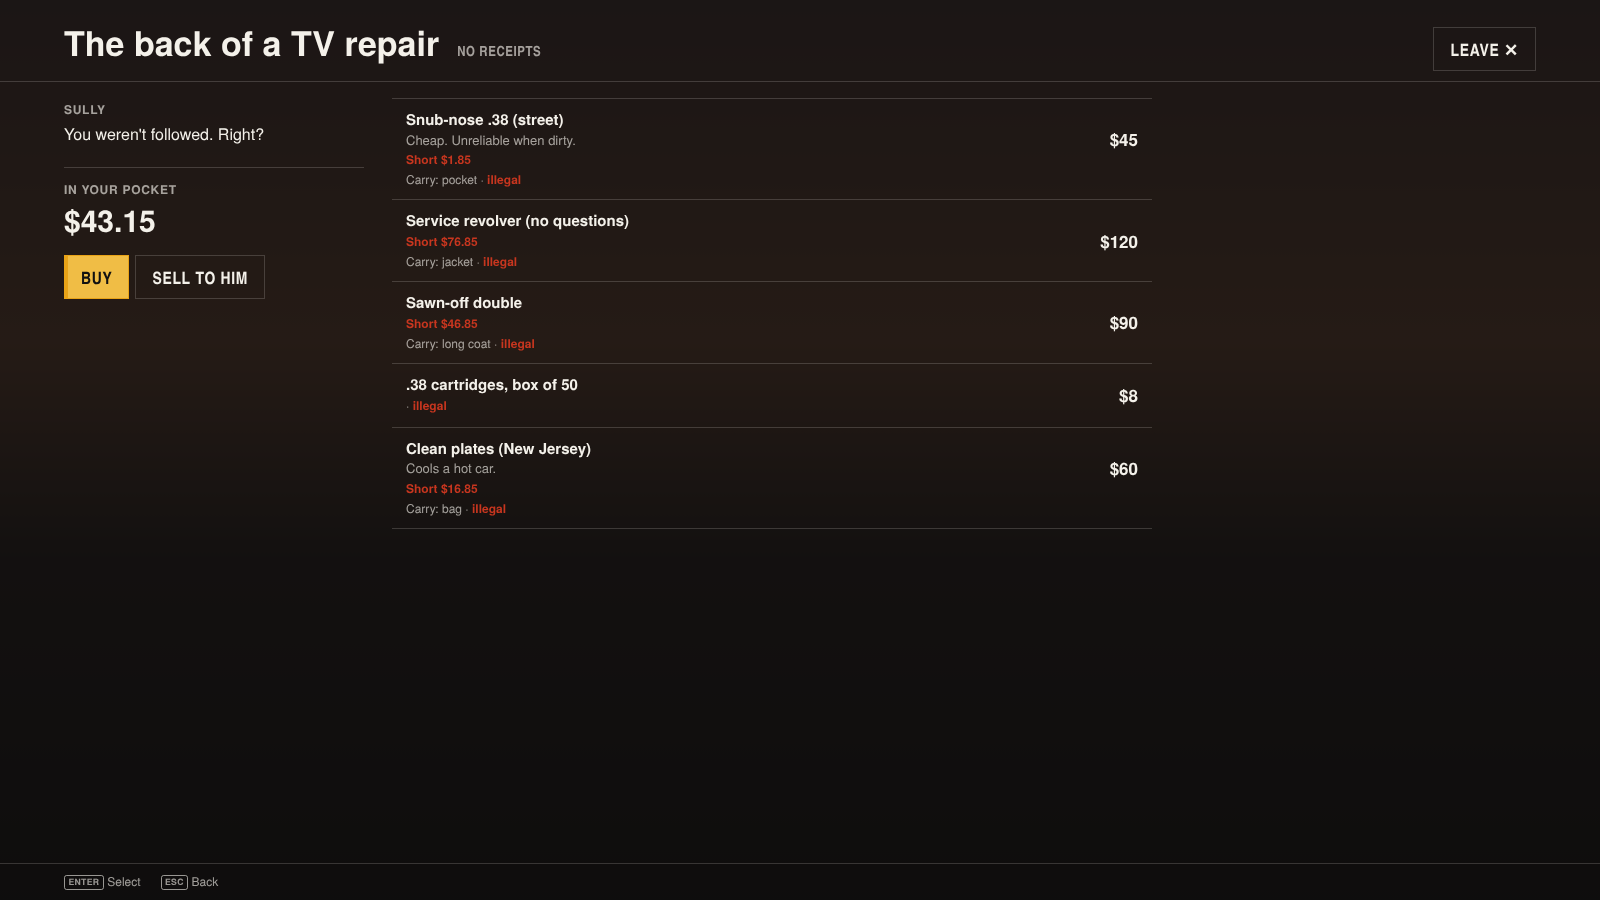 The back of a TV repair NO RECEIPTS
LEAVE ✕
SULLY
You weren't followed. Right?
IN YOUR POCKET
$43.15
BUY
SELL TO HIM
Snub-nose .38 (street)
Cheap. Unreliable when dirty.
Short $1.85
Carry: pocket · illegal
$45
Service revolver (no questions)
Short $76.85
Carry: jacket · illegal
$120
Sawn-off double
Short $46.85
Carry: long coat · illegal
$90
.38 cartridges, box of 50
· illegal
$8
Clean plates (New Jersey)
Cools a hot car.
Short $16.85
Carry: bag · illegal
$60
ENTER Select ESC Back